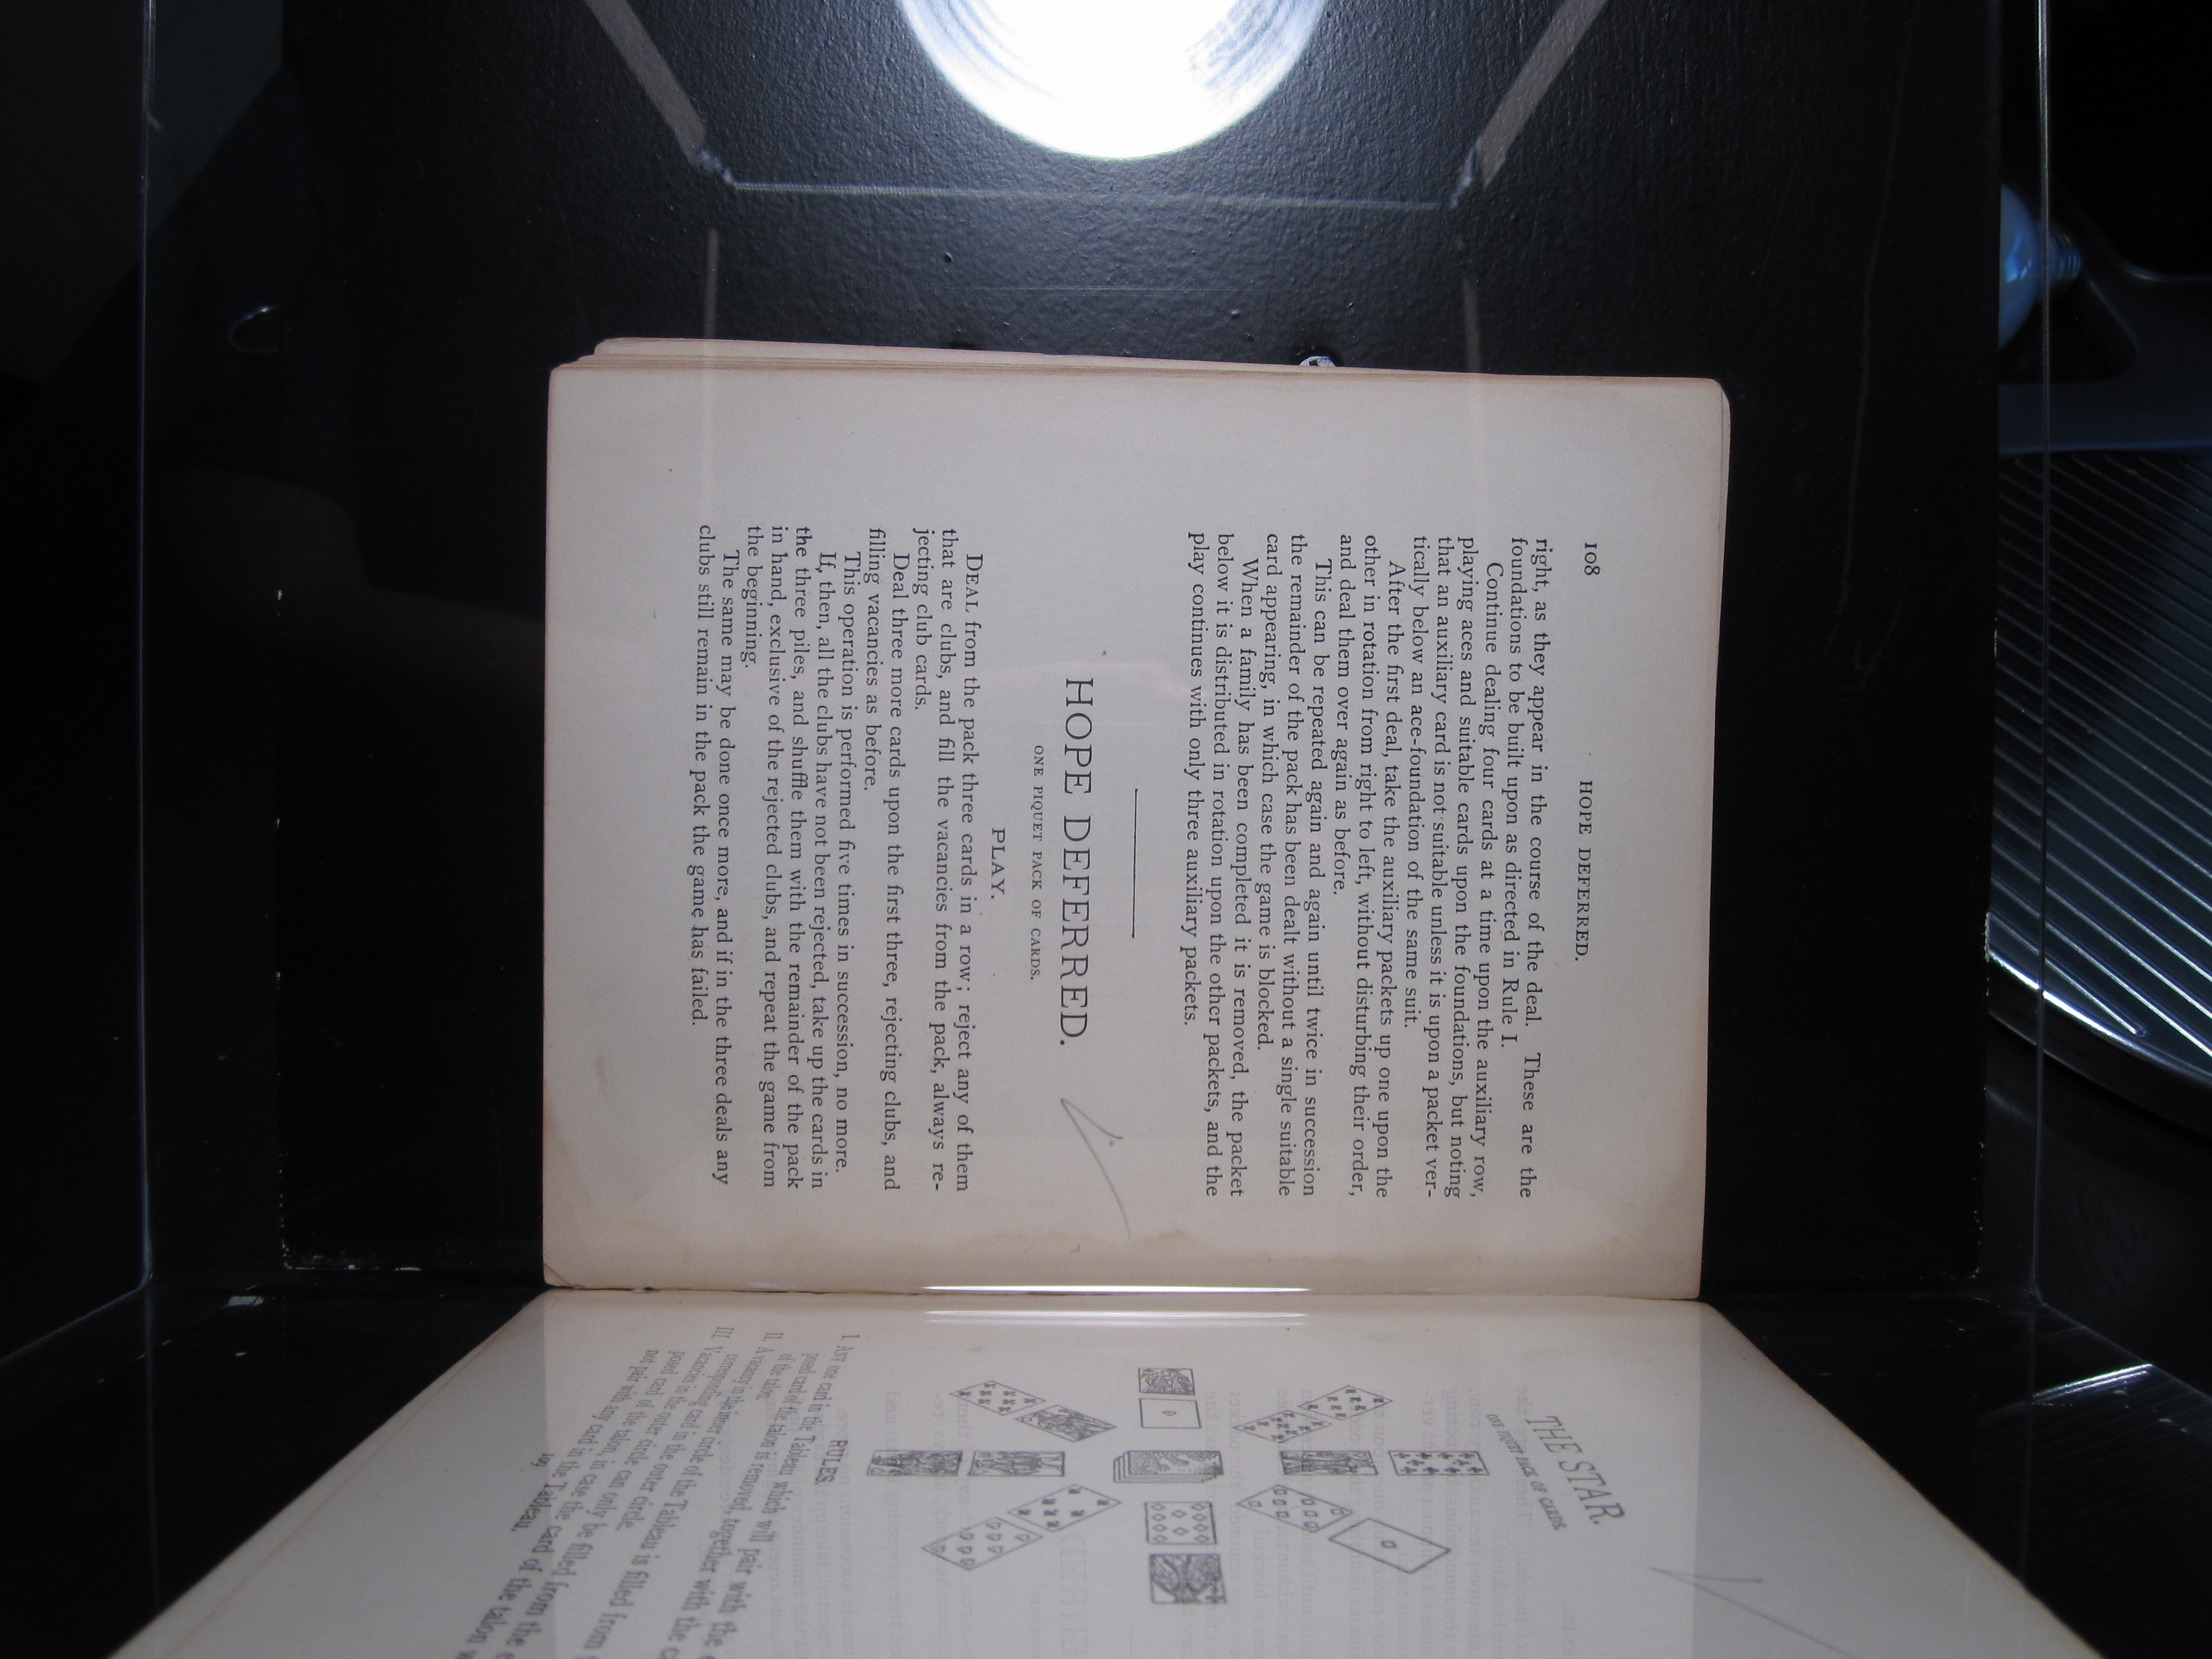 108
HOPE DEFERRED.
right, as they appear in the course of the deal. These are the
foundations to be built upon as directed in Rule I.
Continue dealing four cards at a time upon the auxiliary row,
playing aces and suitable cards upon the foundations, but noting
that an auxiliary card is not suitable unless it is upon a packet ver-
tically below an ace-foundation of the same suit.
After the first deal, take the auxiliary packets up one upon the
other in rotation from right to left, without disturbing their order,
and deal them over again as before.
This can be repeated again and again until twice in succession
the remainder of the pack has been dealt without a single suitable
card appearing, in which case the game is blocked.
When a family has been completed it is removed, the packet
below it is distributed in rotation upon the other packets, and the
play continues with only three auxiliary packets.
HOPE DEFERRED.
ONE PIQUET PACK OF CARDS.
PLAY.
DEAL from the pack three cards in a row; reject any of them
that are clubs, and fill the vacancies from the pack, always re-
jecting club cards.
Deal three more cards upon the first three, rejecting clubs, and
filling vacancies as before.
This operation is performed five times in succession, no more.
If, then, all the clubs have not been rejected, take up the cards in
the three piles, and shuffle them with the remainder of the pack
in hand, exclusive of the rejected clubs, and repeat the game from
the beginning.
The same may be done once more, and if in the three deals any
clubs still remain in the pack the game has failed.
THE STAR.
ONE PIQUET PACK OF CARDS.
RULES.
I. ANY one card in the Tableau which will pair with the
posed card of the talon is removed, together with the
of the talon.
II. A vacancy in the inner circle of the Tableau is filled from
corresponding card in the outer circle.
III. Vacancies in the outer circle can only be filled from the
posed card of the talon, in case the card of the talon
not pair with any card in the Tableau.
109